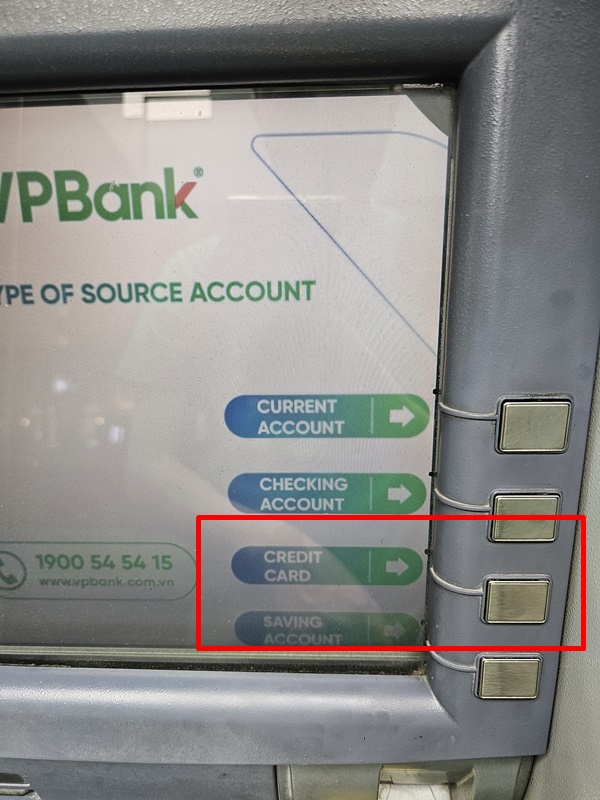 VPBank®
YPE OF SOURCE ACCOUNT
CURRENT
ACCOUNT
CHECKING
ACCOUNT
CREDIT
CARD
SAVING
ACCOUNT
1900 54 54 15
www.vpbank.com.vn